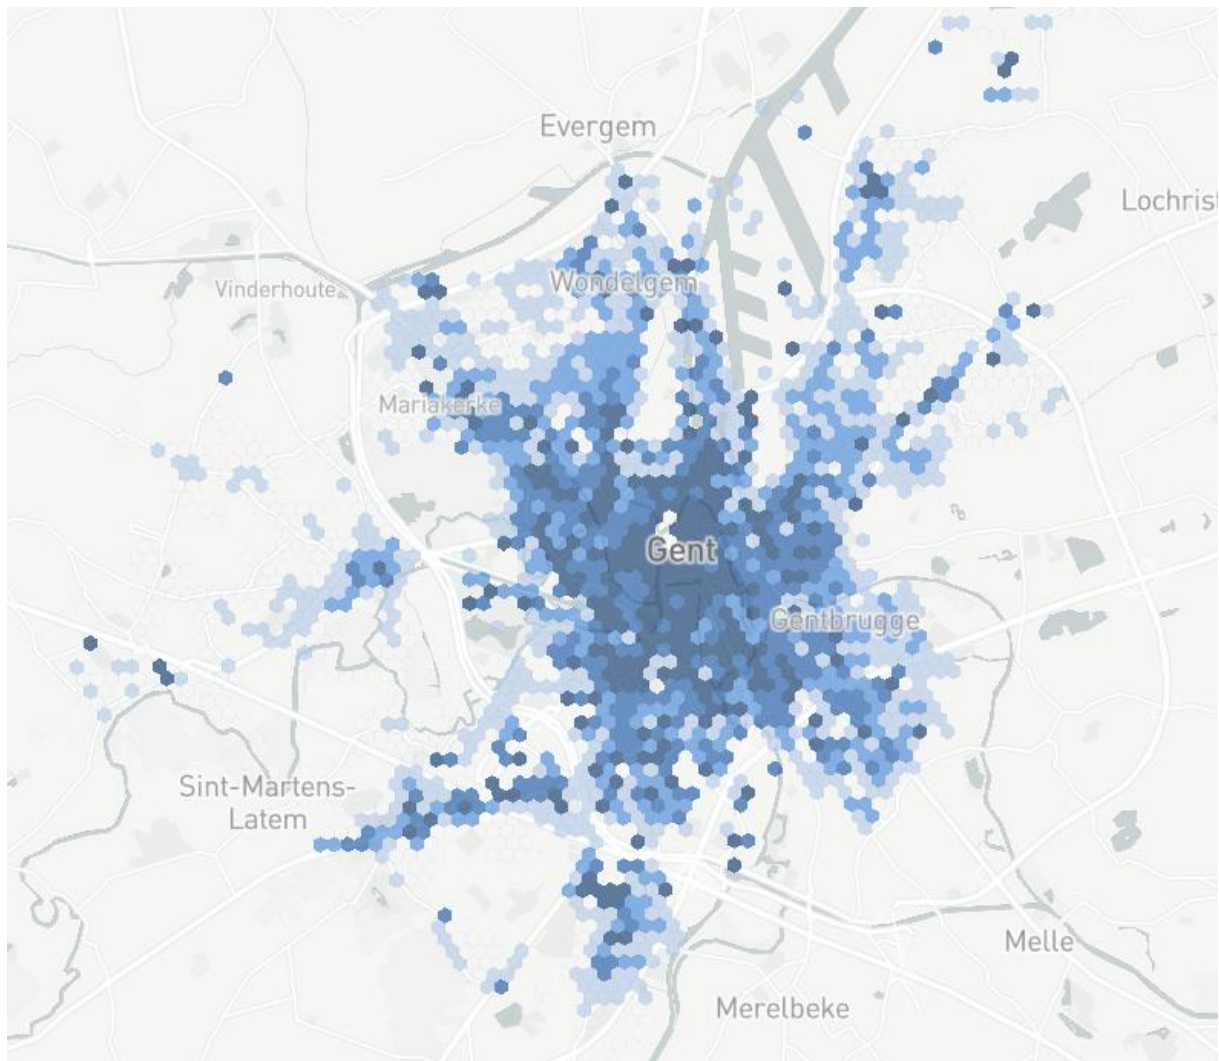 Evergem
Lochrist
Vinderhoute
Wondelgem
Mariakerke
Gent
Gentbrugge
Sint-Martens-
Latem
Melle
Merelbeke